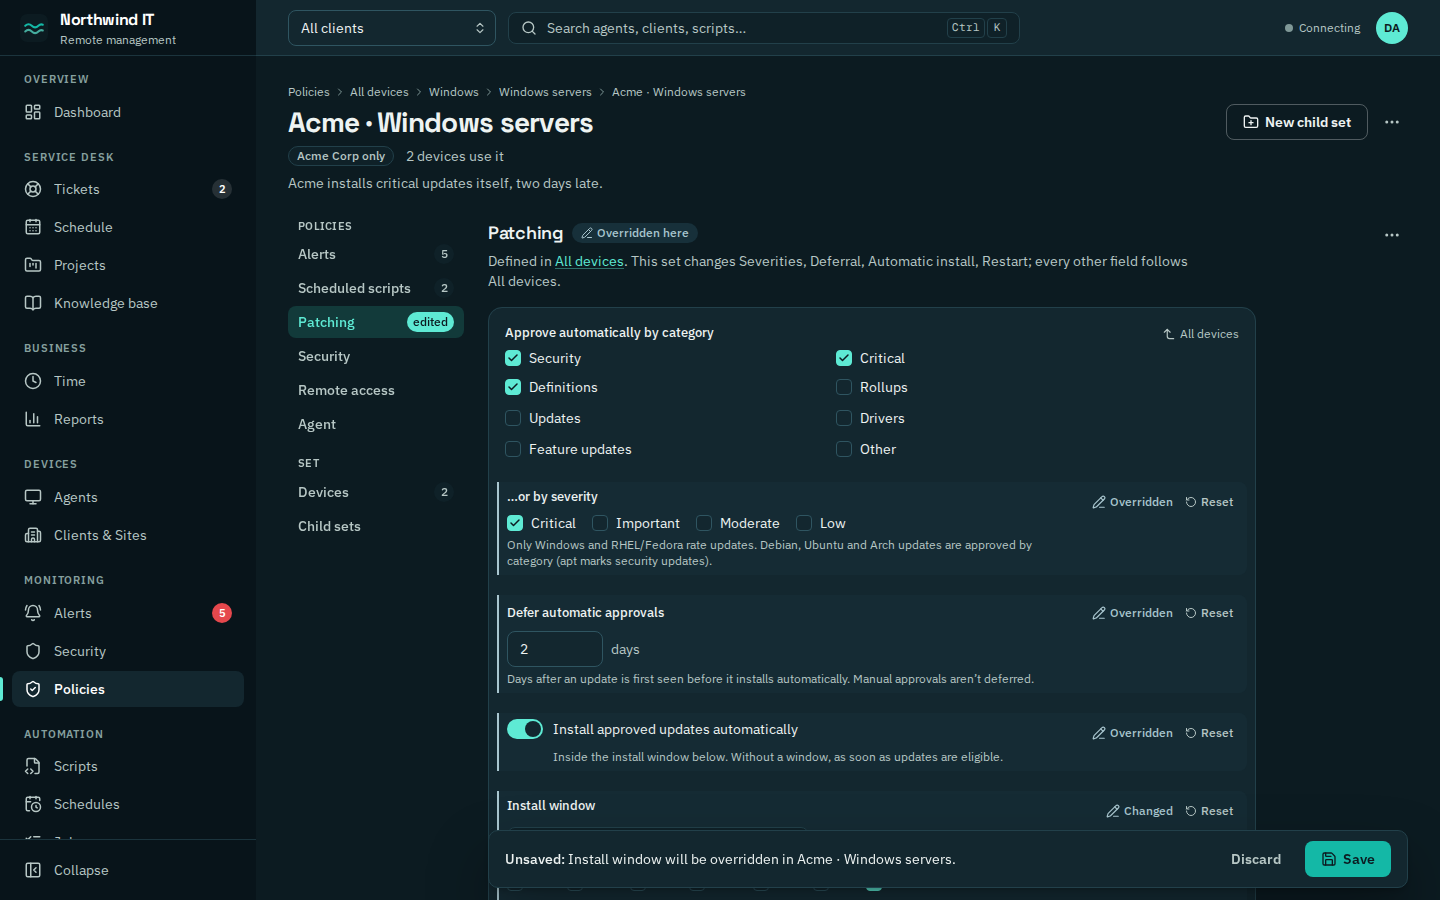 Northwind IT
Remote management
All clients
Search agents, clients, scripts...
Ctrl K
Connecting
DA
OVERVIEW
Dashboard
SERVICE DESK
Tickets 2
Schedule
Projects
Knowledge base
BUSINESS
Time
Reports
DEVICES
Agents
Clients & Sites
MONITORING
Alerts 5
Security
Policies
AUTOMATION
Scripts
Schedules
Collapse
Policies > All devices > Windows > Windows servers > Acme · Windows servers
Acme · Windows servers
New child set
Acme Corp only 2 devices use it
Acme installs critical updates itself, two days late.
POLICIES
Alerts 5
Scheduled scripts 2
Patching edited
Security
Remote access
Agent
SET
Devices 2
Child sets
Patching Overridden here
Defined in All devices. This set changes Severities, Deferral, Automatic install, Restart; every other field follows
All devices.
Approve automatically by category
All devices
Security Critical
Definitions Rollups
Updates Drivers
Feature updates Other
...or by severity
Overridden Reset
Critical Important Moderate Low
Only Windows and RHEL/Fedora rate updates. Debian, Ubuntu and Arch updates are approved by
category (apt marks security updates).
Defer automatic approvals
Overridden Reset
2 days
Days after an update is first seen before it installs automatically. Manual approvals aren't deferred.
Install approved updates automatically
Overridden Reset
Inside the install window below. Without a window, as soon as updates are eligible.
Install window
Changed Reset
Unsaved: Install window will be overridden in Acme · Windows servers.
Discard
Save